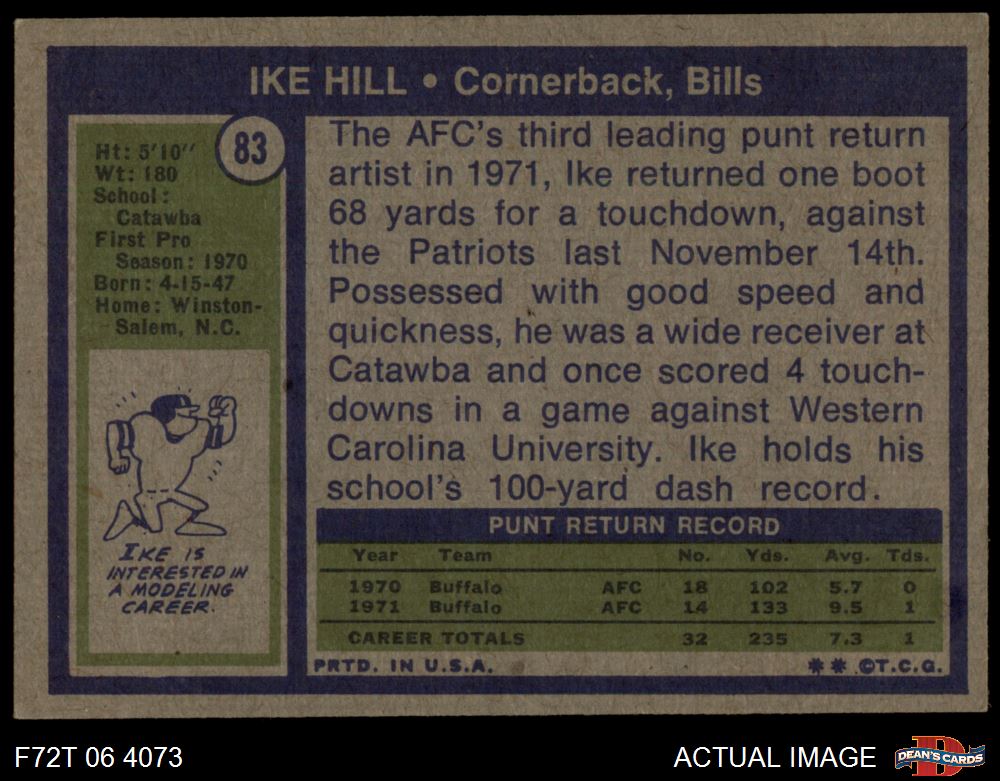 IKE HILL • Cornerback, Bills
83
Ht: 5'10''
Wt: 180
School:
Catawba
First Pro
Season: 1970
Born: 4-15-47
Home: Winston-
Salem, N.C.
IKE IS
INTERESTED IN
A MODELING
CAREER.
The AFC's third leading punt return
artist in 1971, Ike returned one boot
68 yards for a touchdown, against
the Patriots last November 14th.
Possessed with good speed and
quickness, he was a wide receiver at
Catawba and once scored 4 touch-
downs in a game against Western
Carolina University. Ike holds his
school's 100-yard dash record.
PUNT RETURN RECORD
Year Team No. Yds. Avg. Tds.
1970 Buffalo AFC 18 102 5.7 0
1971 Buffalo AFC 14 133 9.5 1
CAREER TOTALS 32 235 7.3 1
PRTD. IN U.S.A. * * ©T.C.G.
F72T 06 4073 ACTUAL IMAGE D DEAN'S CARDS